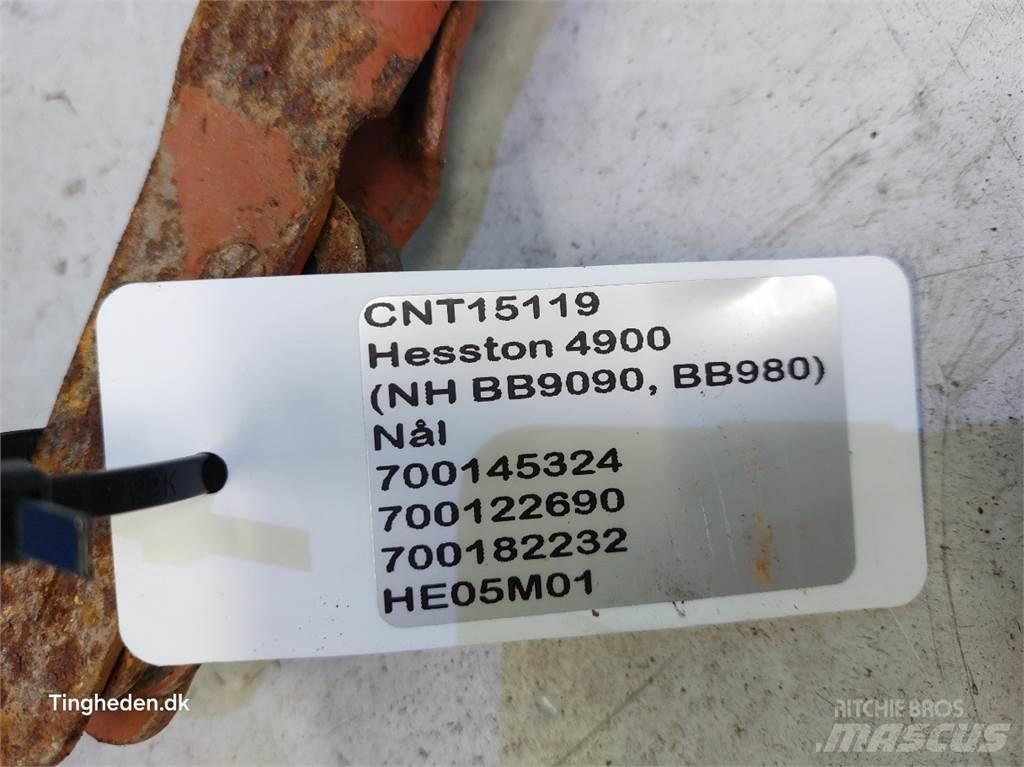 CNT15119
Hesston 4900
(NH BB9090, BB980)
Nål
700145324
700122690
700182232
HE05M01
Tingheden.dk
RITCHIE BROS
MASCUS